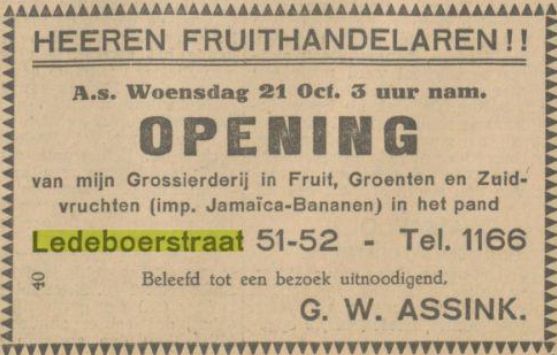 HEEREN FRUITHANDELAREN!!
A.s. Woensdag 21 Oct. 3 uur nam.
OPENING
van mijn Grossierderij in Fruit, Groenten en Zuid-
vruchten (imp. Jamaïca-Bananen) in het pand
Ledeboerstraat 51-52 - Tel. 1166
40
Beleefd tot een bezoek uitnoodigend,
G. W. ASSINK.